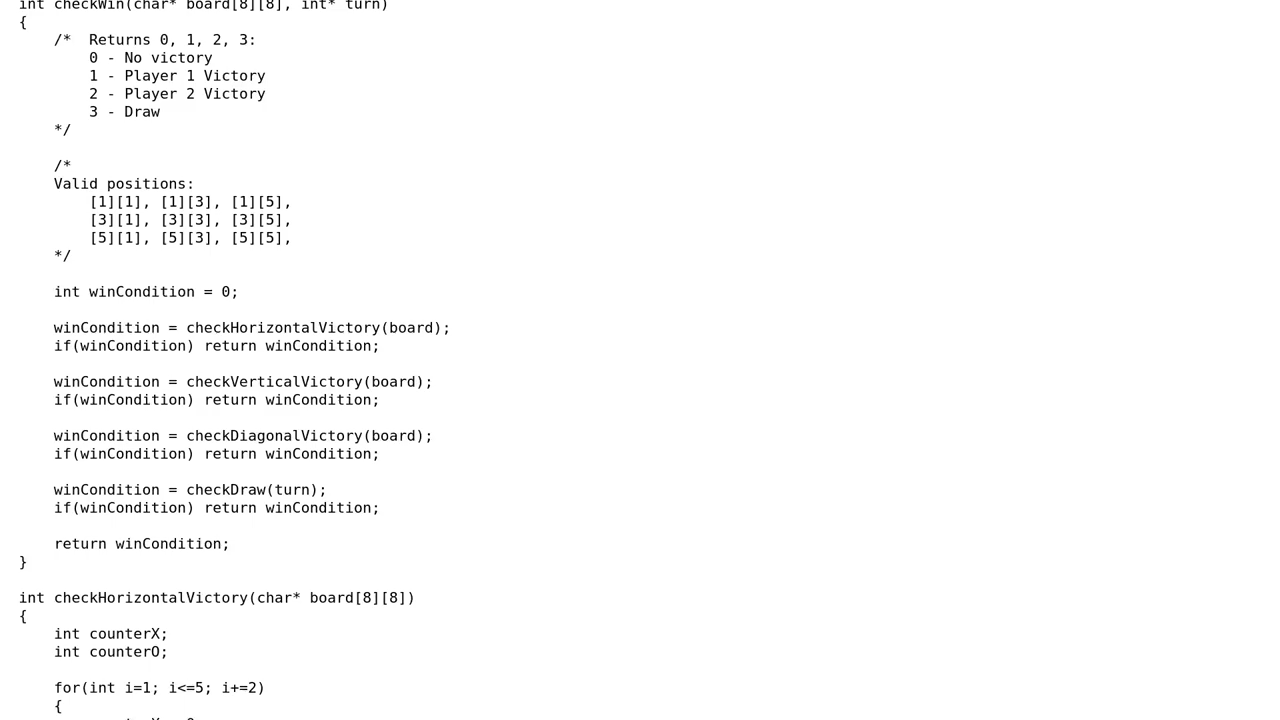 int checkWin(char* board[8][8], int* turn)
{
    /*  Returns 0, 1, 2, 3:
        0 - No victory
        1 - Player 1 Victory
        2 - Player 2 Victory
        3 - Draw
    */

    /*
    Valid positions:
        [1][1], [1][3], [1][5],
        [3][1], [3][3], [3][5],
        [5][1], [5][3], [5][5],
    */

    int winCondition = 0;

    winCondition = checkHorizontalVictory(board);
    if(winCondition) return winCondition;

    winCondition = checkVerticalVictory(board);
    if(winCondition) return winCondition;

    winCondition = checkDiagonalVictory(board);
    if(winCondition) return winCondition;

    winCondition = checkDraw(turn);
    if(winCondition) return winCondition;

    return winCondition;
}

int checkHorizontalVictory(char* board[8][8])
{
    int counterX;
    int counterO;

    for(int i=1; i<=5; i+=2)
    {